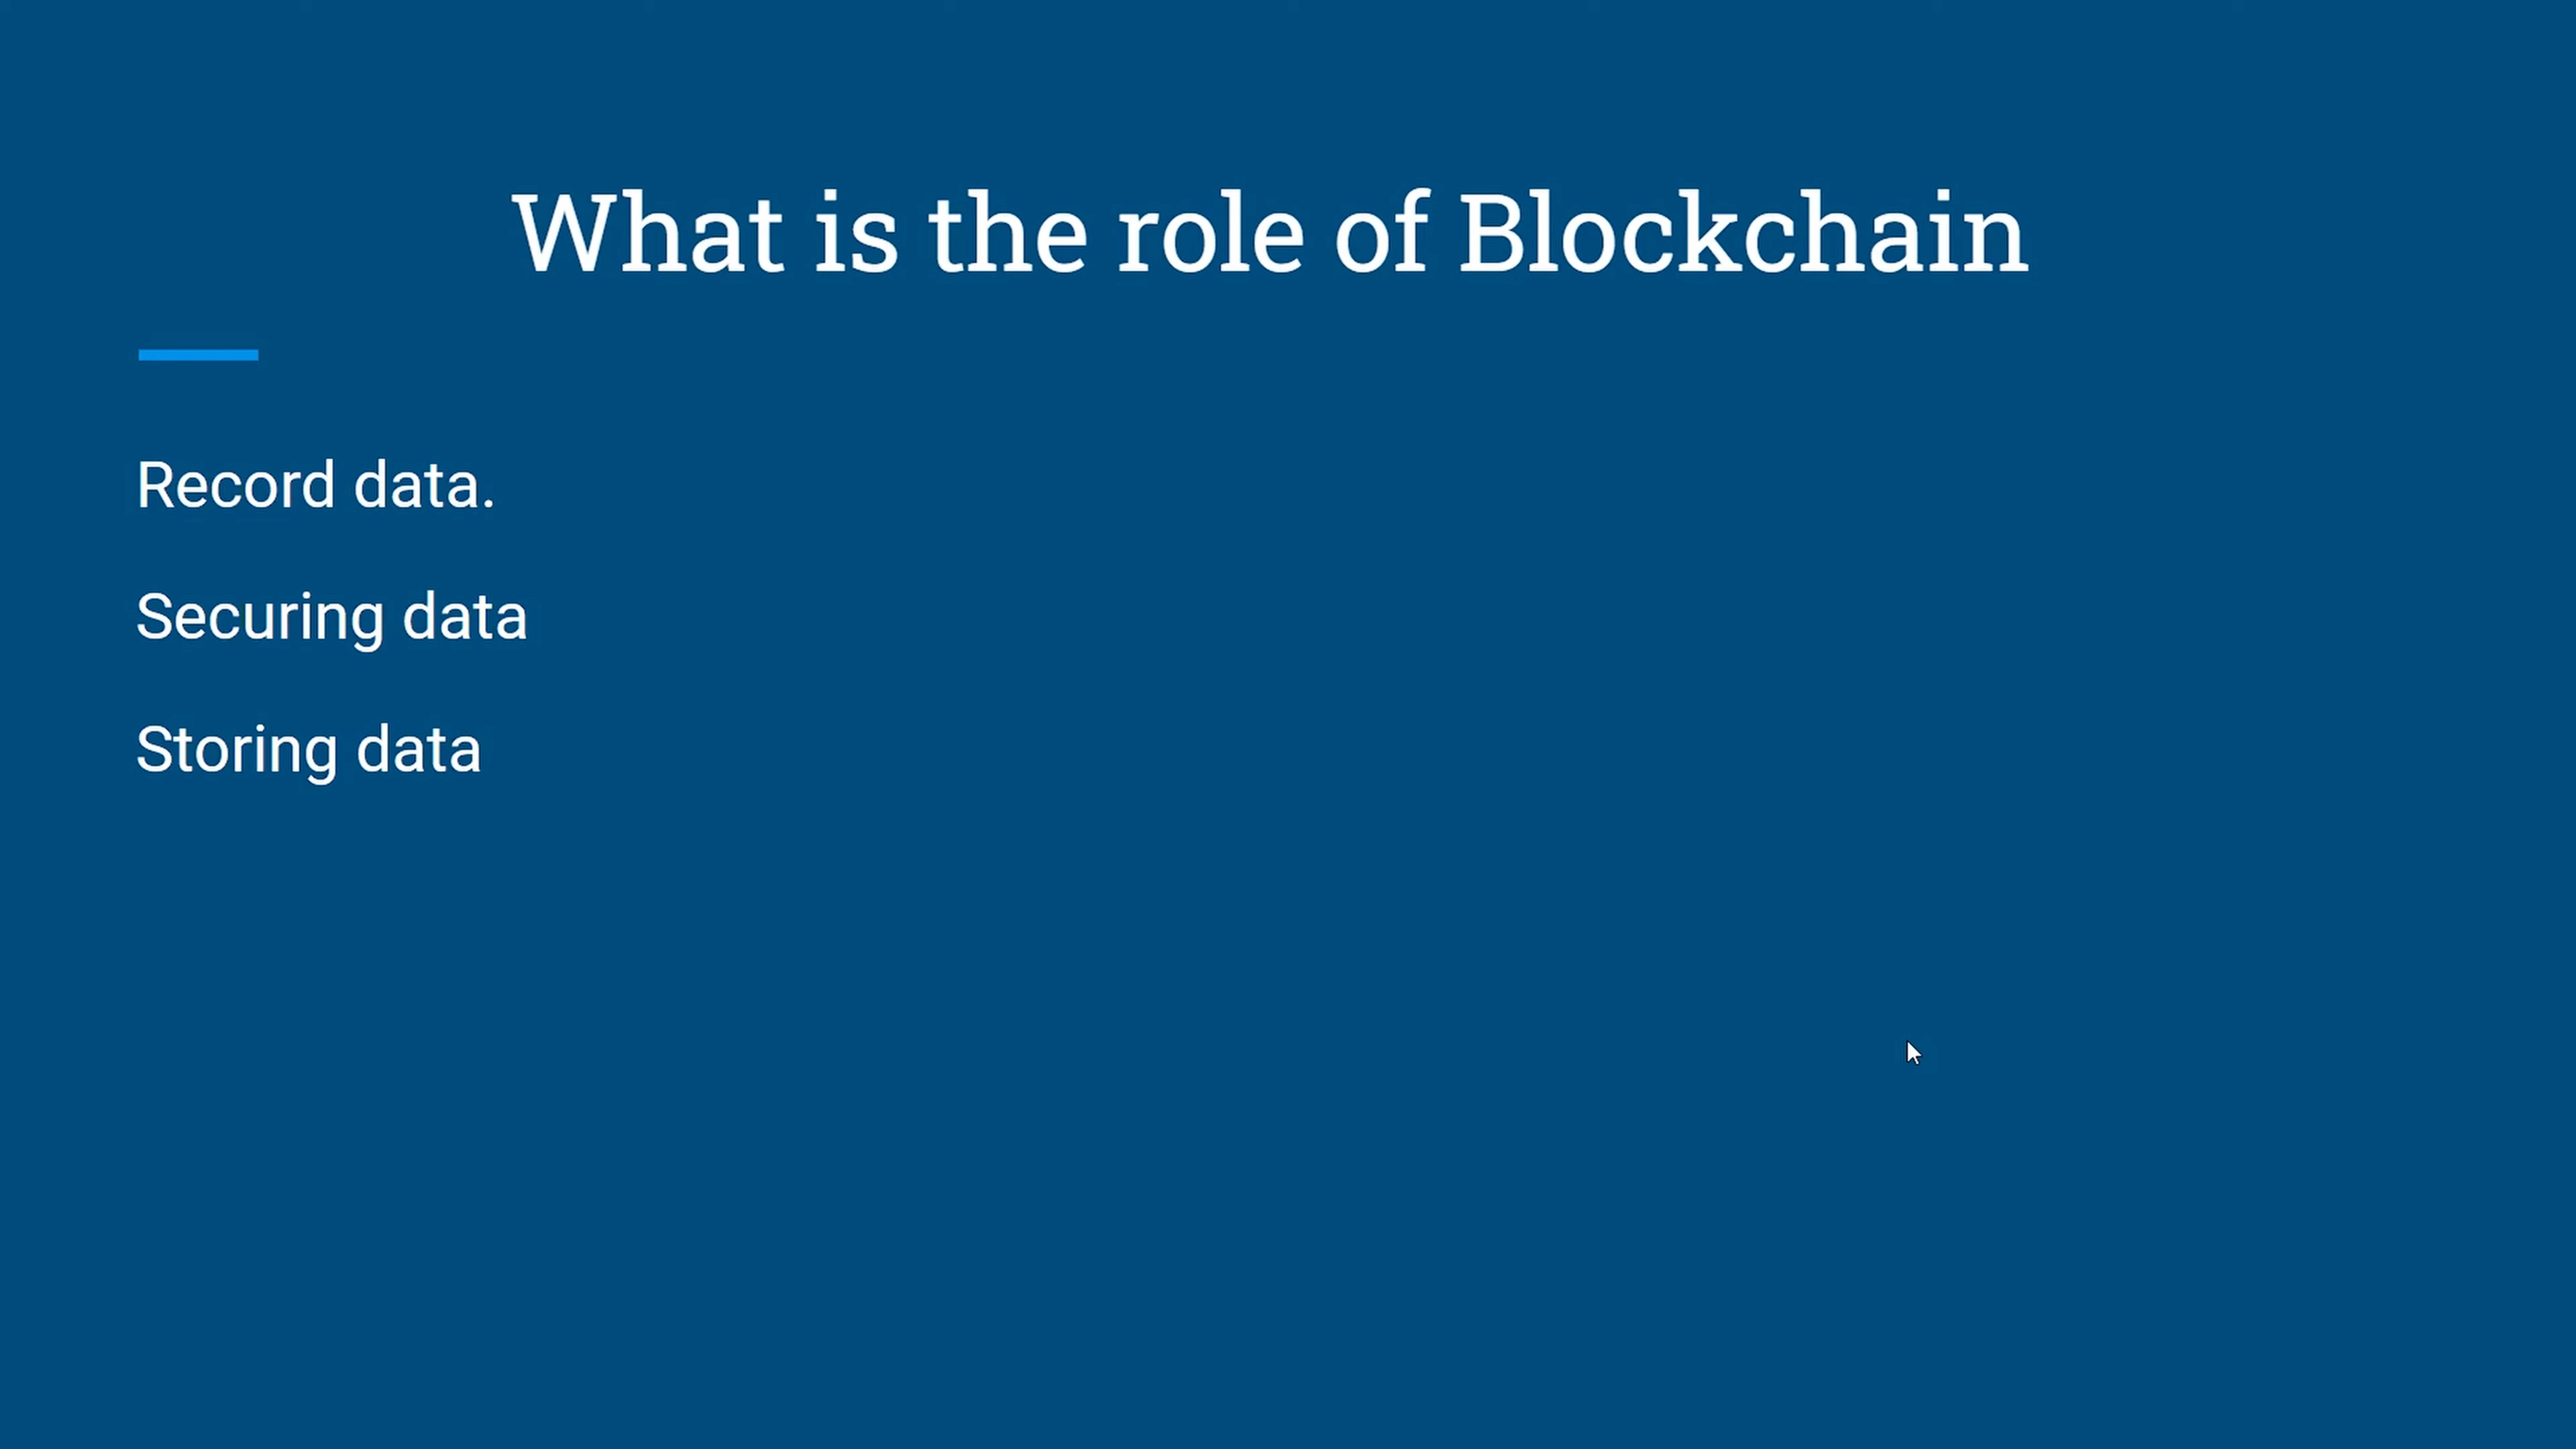 What is the role of Blockchain
Record data.
Securing data
Storing data